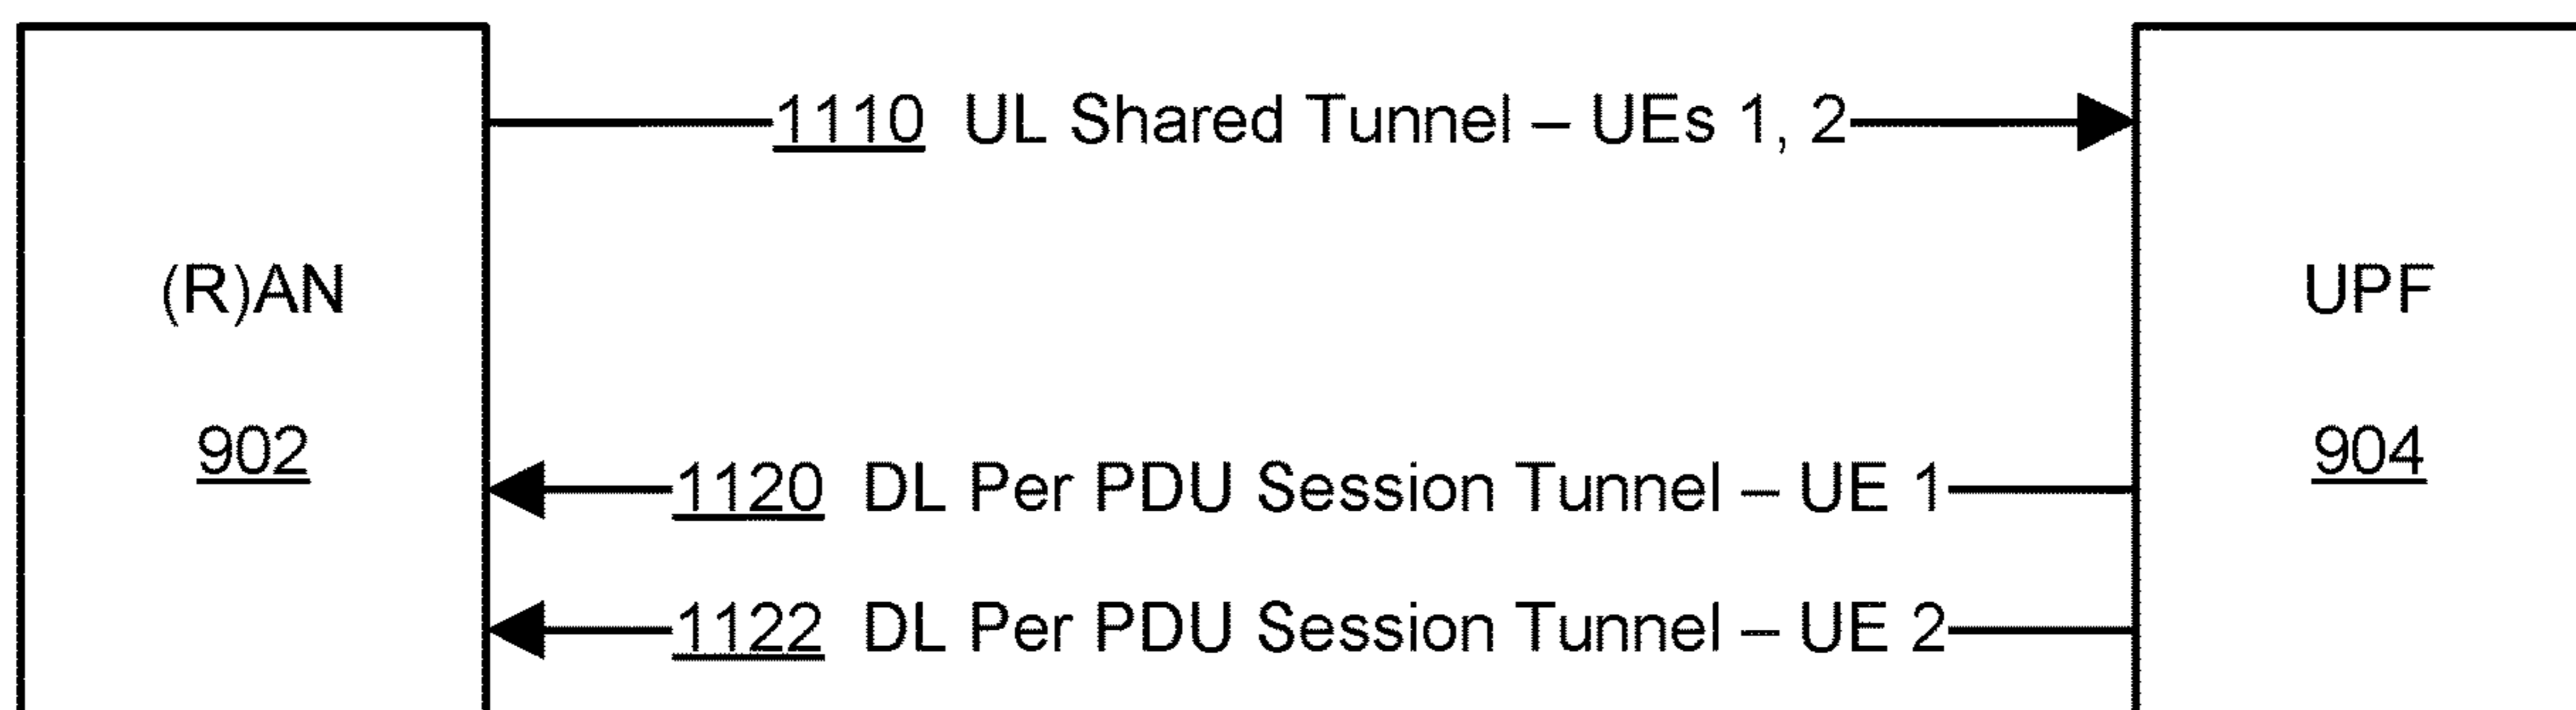 1110 UL Shared Tunnel – UEs 1, 2
(R)AN
UPF
902
904
1120 DL Per PDU Session Tunnel – UE 1
1122 DL Per PDU Session Tunnel – UE 2